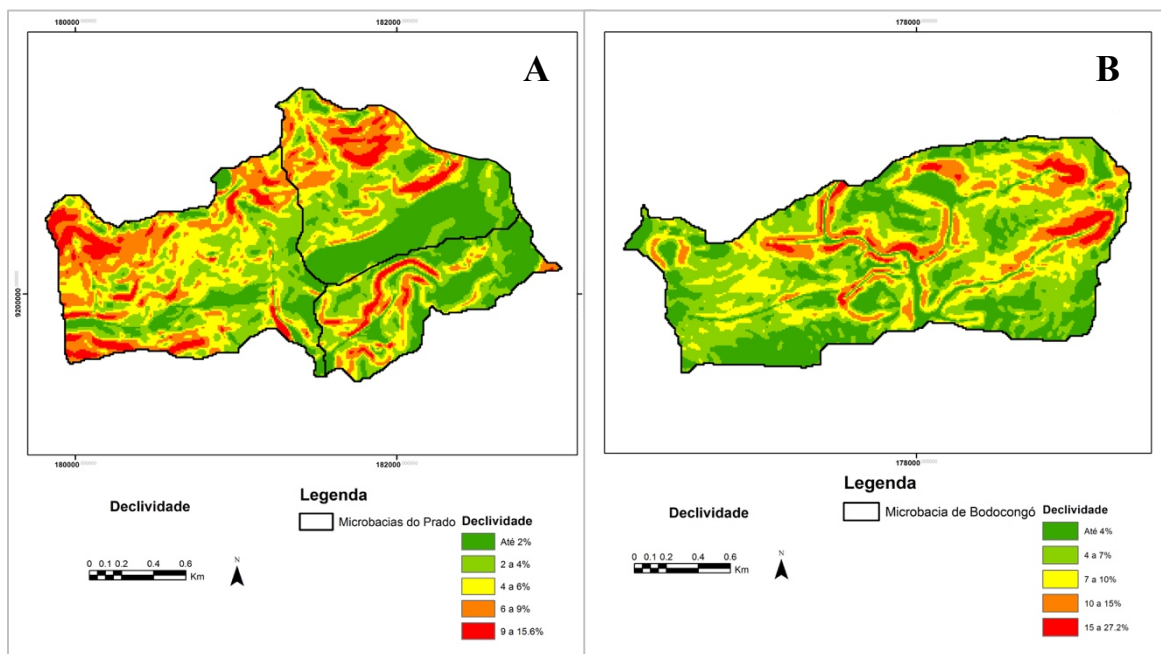 180000
182000
A
9200000
180000
182000
Declividade
0 0.1 0.2 0.4 0.6
Km
N
Legenda
Microbacias do Prado
Declividade
Até 2%
2 a 4%
4 a 6%
6 a 9%
9 a 15.6%
178000
B
178000
Declividade
0 0.1 0.2 0.4 0.6
Km
N
Legenda
Microbacia de Bodocongó
Declividade
Até 4%
4 a 7%
7 a 10%
10 a 15%
15 a 27.2%